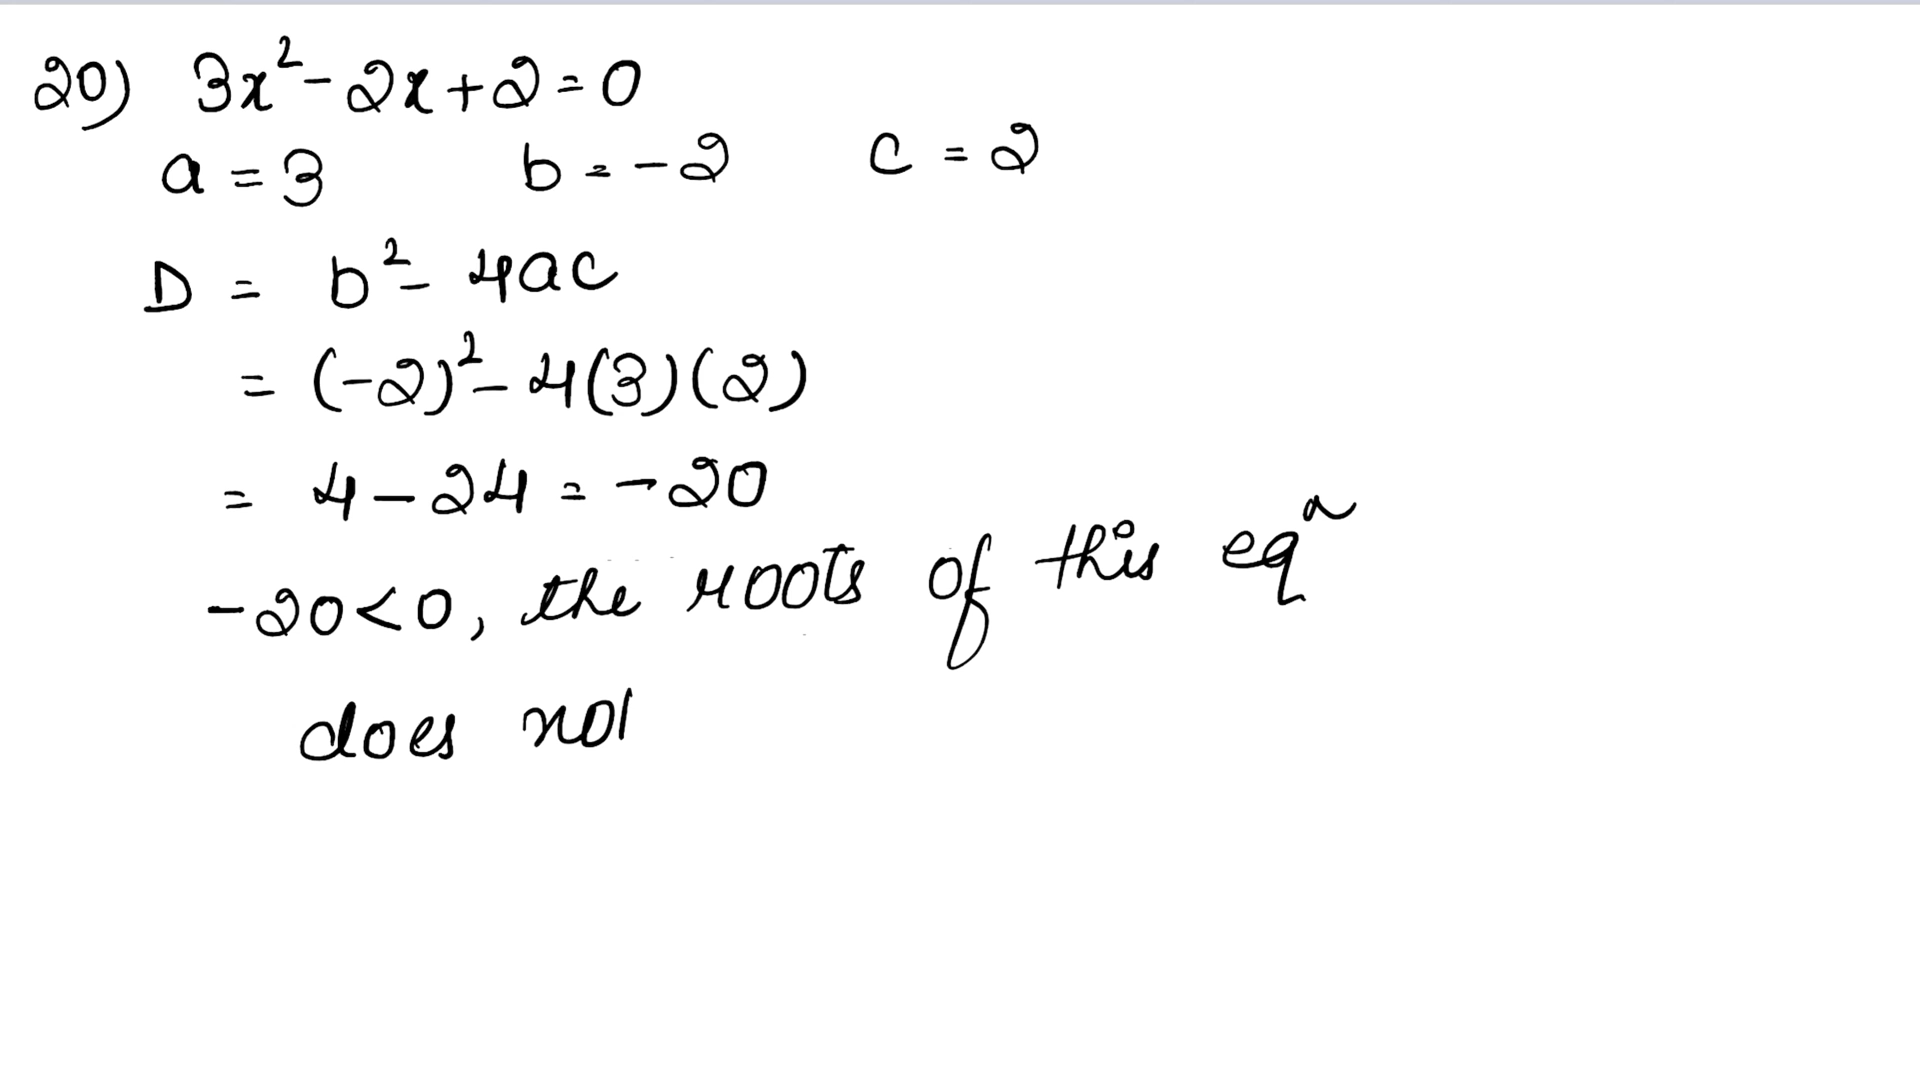 20) 3x² - 2x + 2 = 0
a = 3 b = -2 c = 2
D = b² - 4ac
= (-2)² - 4(3)(2)
= 4 - 24 = -20
-20 < 0, the roots of this eqⁿ
does not